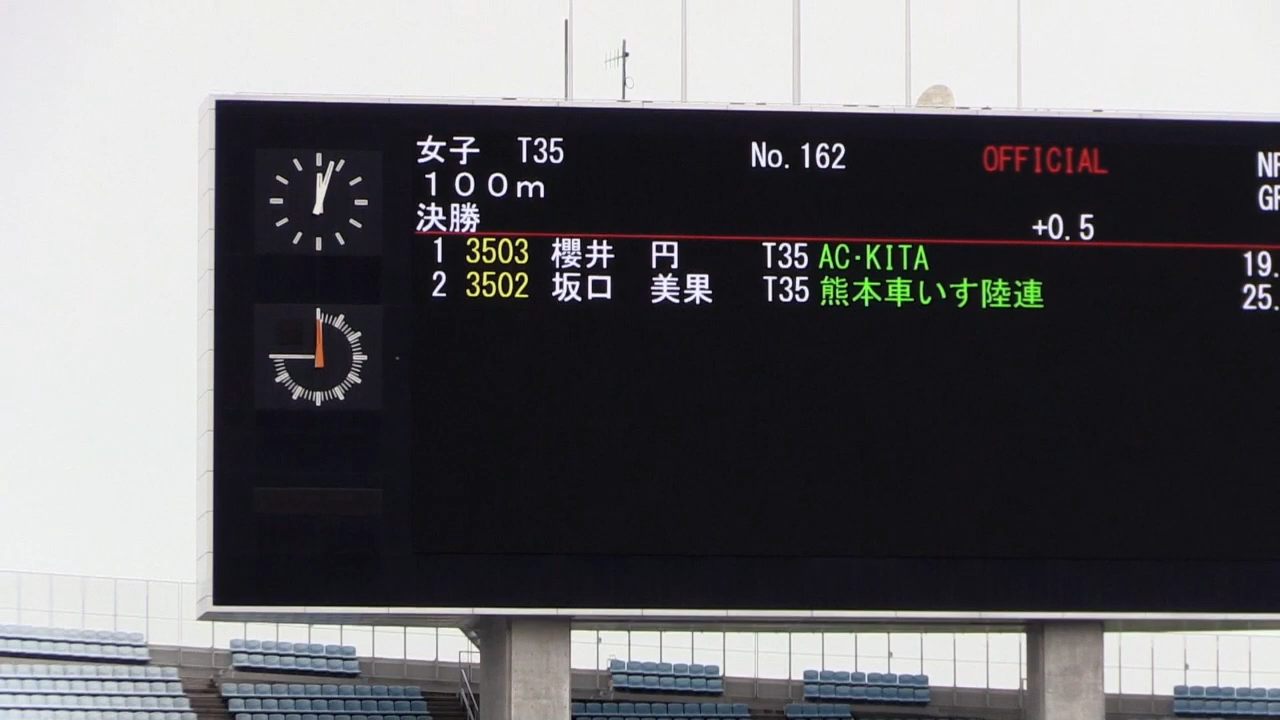 女子 T35 No.162 OFFICIAL
100m
決勝 +0.5
1 3503 櫻井 円 T35 AC·KITA 19.
2 3502 坂口 美果 T35 熊本車いす陸連 25.